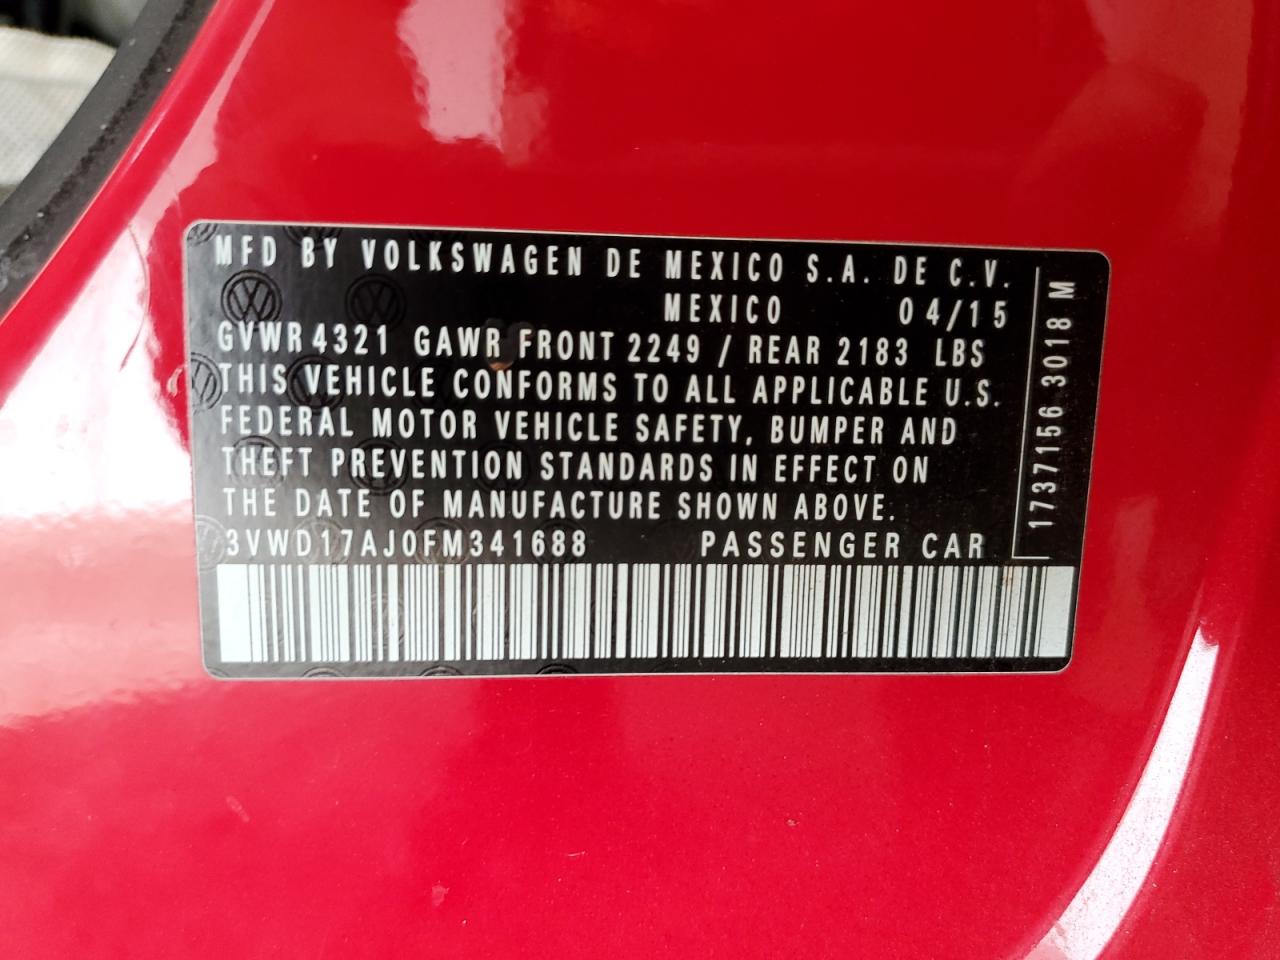 MFD BY VOLKSWAGEN DE MEXICO S.A. DE C.V.
MEXICO 04/15
GVWR 4321 GAWR FRONT 2249 / REAR 2183 LBS
THIS VEHICLE CONFORMS TO ALL APPLICABLE U.S.
FEDERAL MOTOR VEHICLE SAFETY, BUMPER AND
THEFT PREVENTION STANDARDS IN EFFECT ON
THE DATE OF MANUFACTURE SHOWN ABOVE.
3VWD17AJ0FM341688 PASSENGER CAR
1737156 3018 M